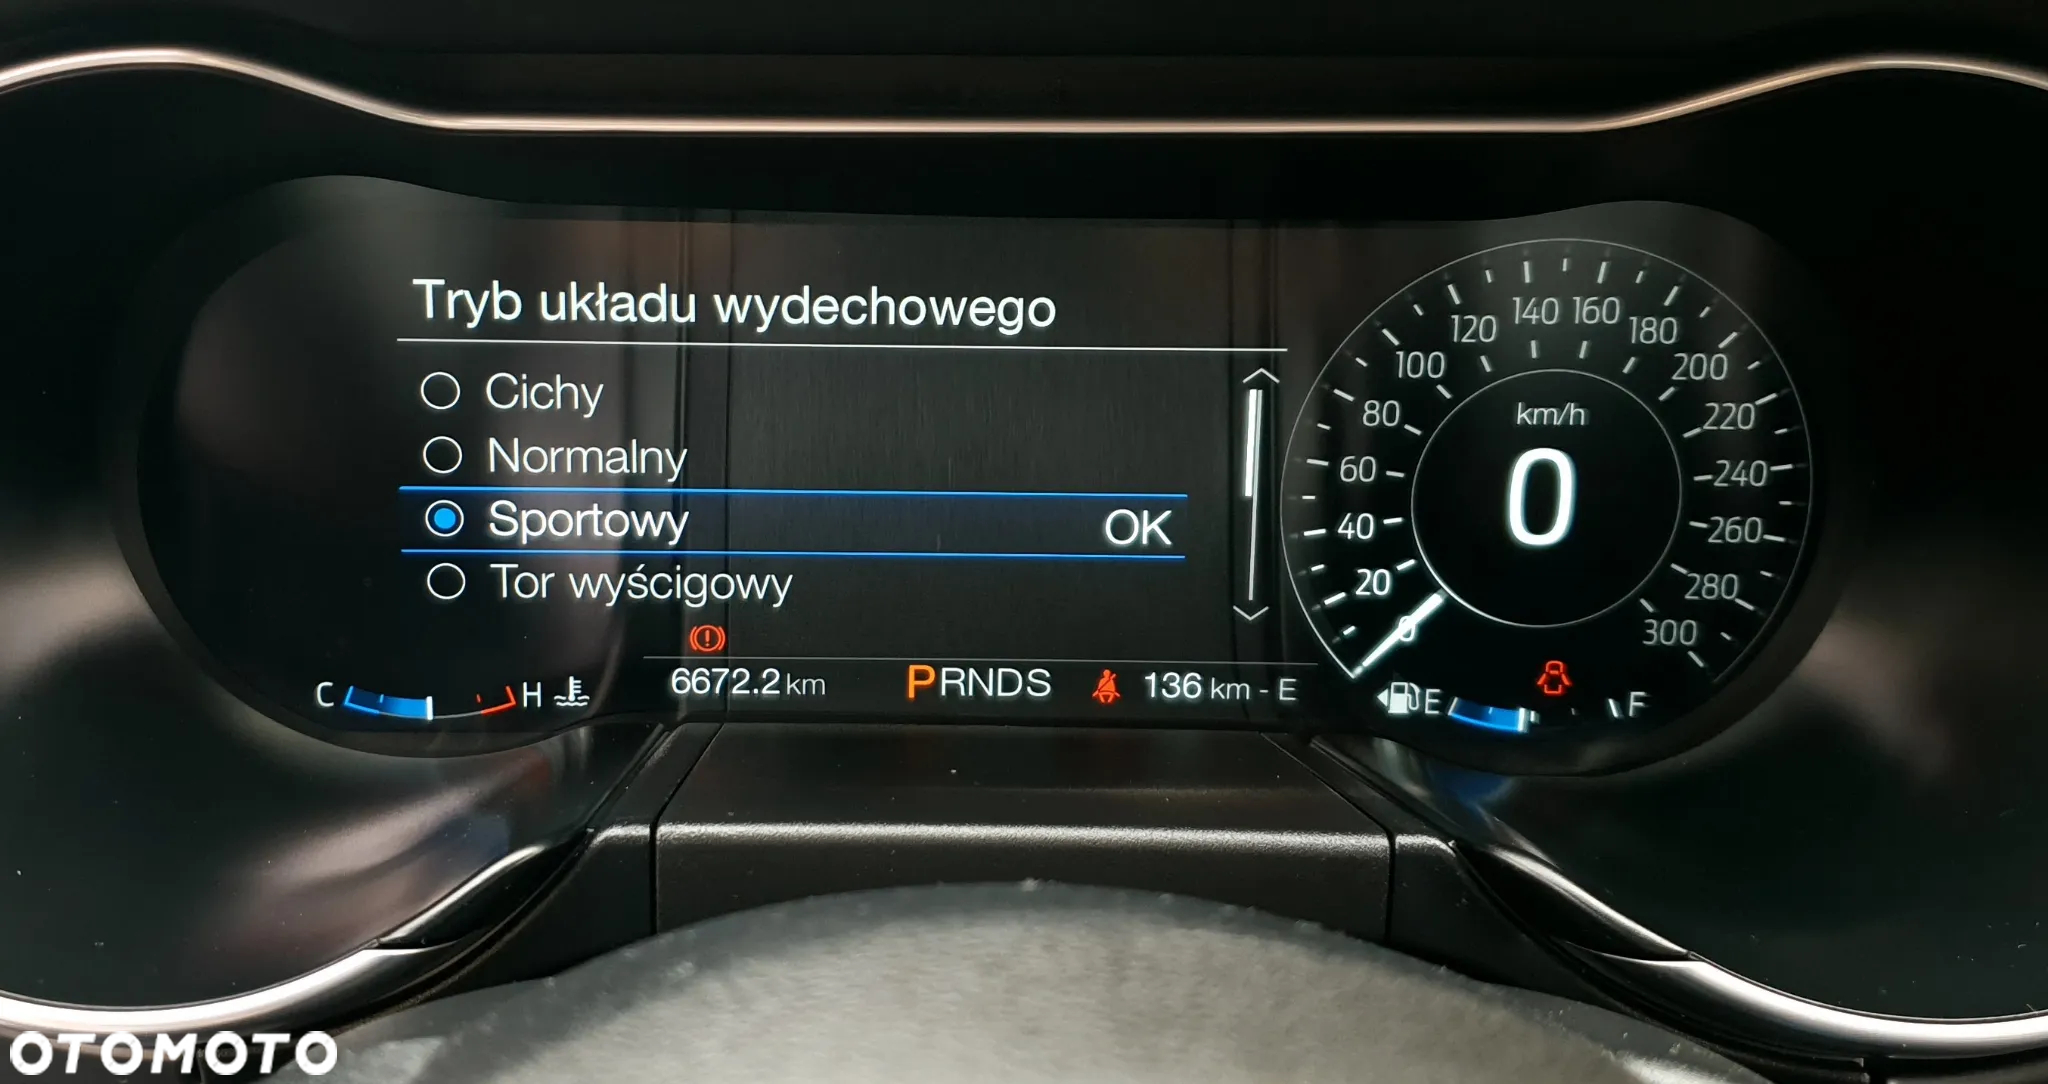 Tryb układu wydechowego
Cichy
Normalny
Sportowy OK
Tor wyścigowy
C H
6672.2 km PRNDS 136 km - E
0 20 40 60 80 100 120 140 160 180 200 220 240 260 280 300
km/h
0
E F
OTOMOTO